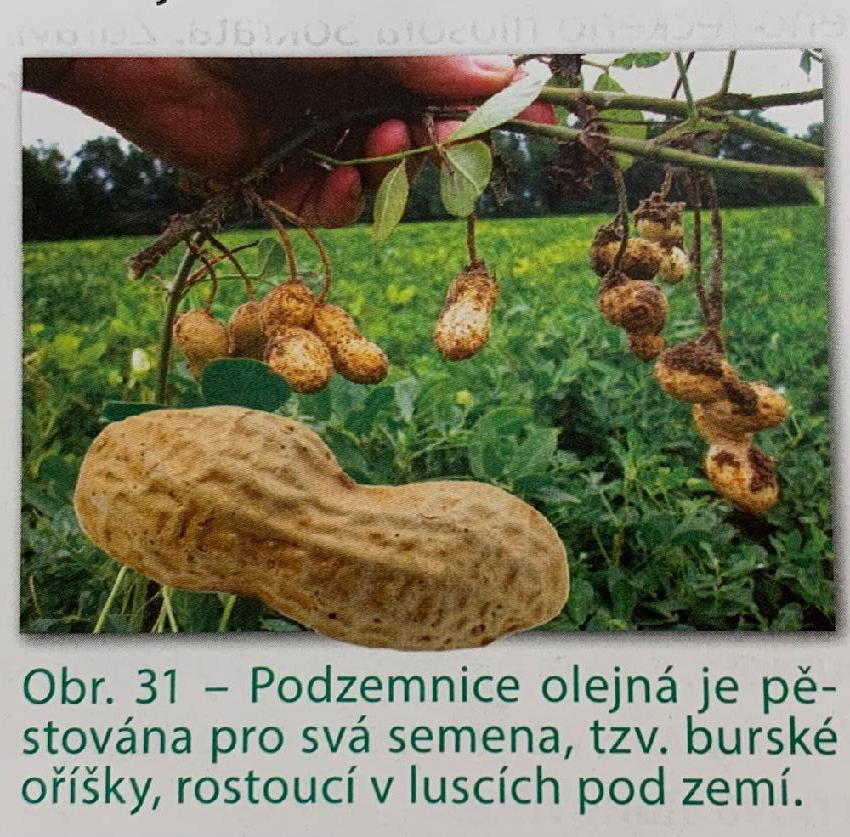 Obr. 31 – Podzemnice olejná je pě-
stována pro svá semena, tzv. burské
oříšky, rostoucí v luscích pod zemí.